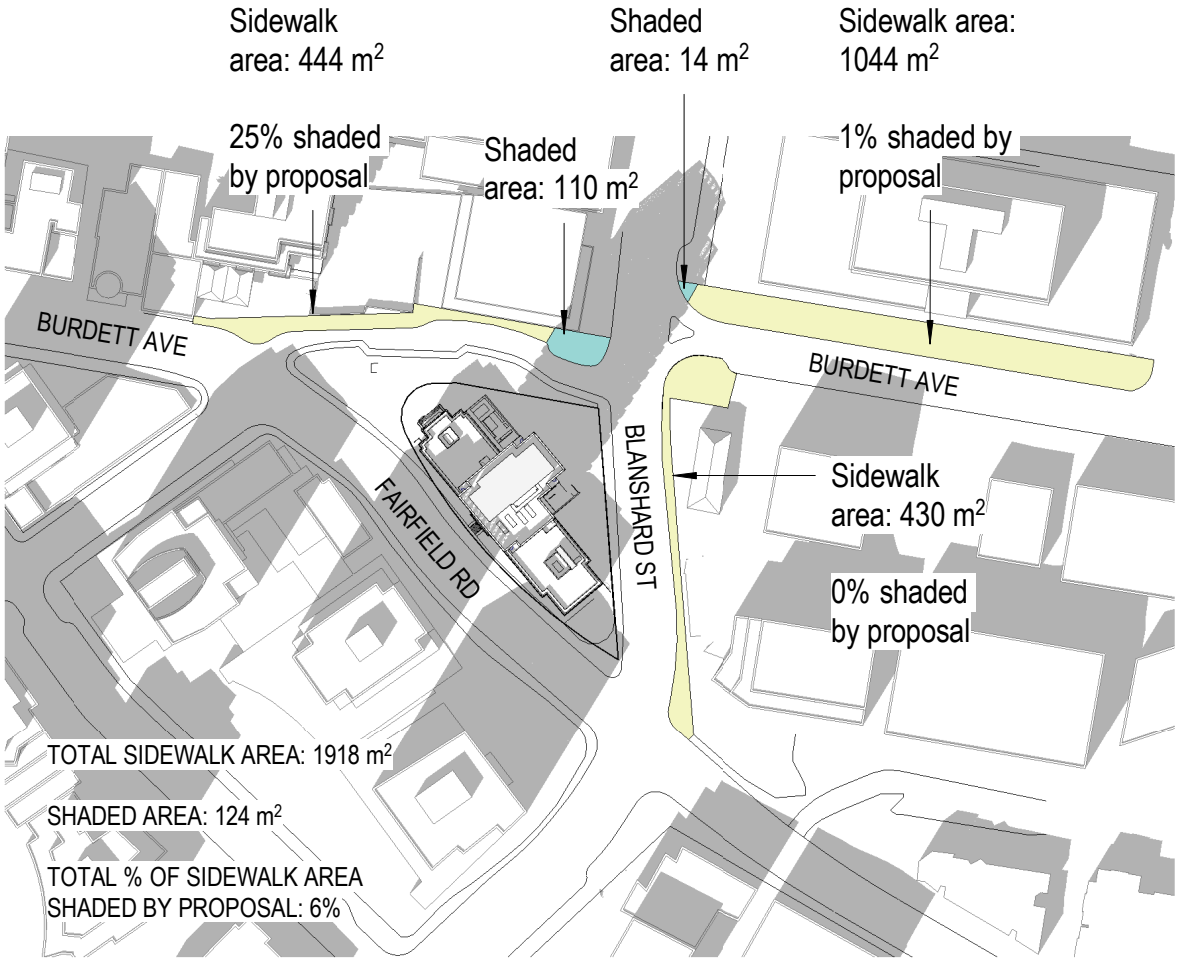 Sidewalk
area: 444 m²
25% shaded
by proposal
Shaded
area: 110 m²
Shaded
area: 14 m²
Sidewalk area:
1044 m²
1% shaded by
proposal
BURDETT AVE
BURDETT AVE
FAIRFIELD RD
BLANSHARD ST
Sidewalk
area: 430 m²
0% shaded
by proposal
TOTAL SIDEWALK AREA: 1918 m²
SHADED AREA: 124 m²
TOTAL % OF SIDEWALK AREA
SHADED BY PROPOSAL: 6%